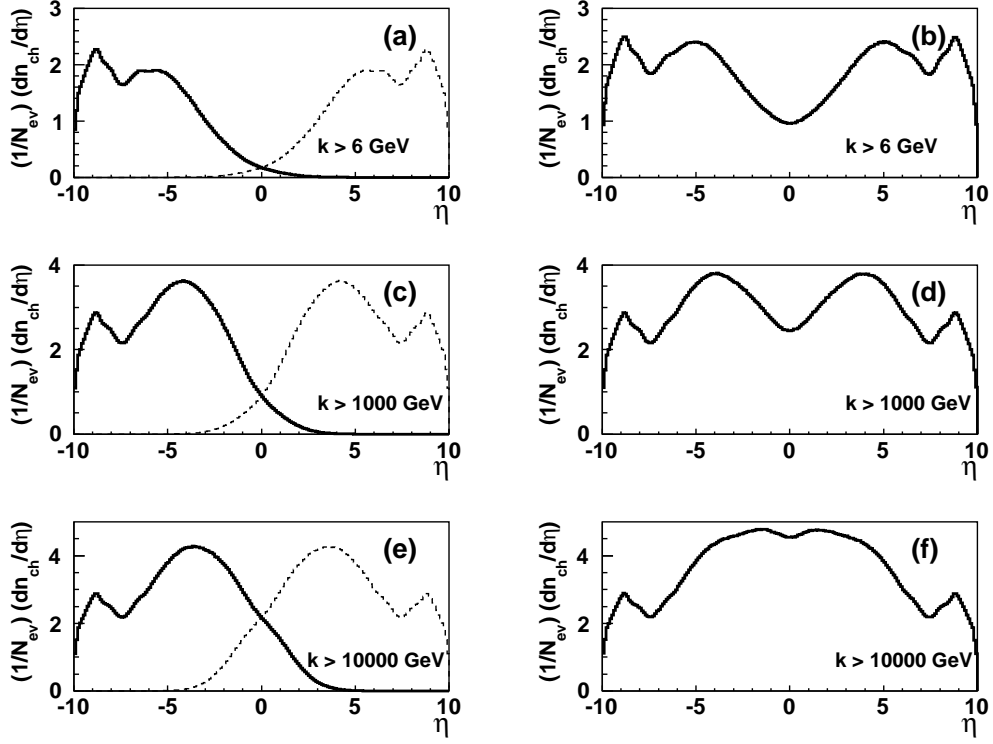 (1/N_ev) (dn_ch/dη)
3
2
1
0
(a)
k > 6 GeV
-10 -5 0 5 10
η
(1/N_ev) (dn_ch/dη)
3
2
1
0
(b)
k > 6 GeV
-10 -5 0 5 10
η
(1/N_ev) (dn_ch/dη)
4
2
0
(c)
k > 1000 GeV
-10 -5 0 5 10
η
(1/N_ev) (dn_ch/dη)
4
2
0
(d)
k > 1000 GeV
-10 -5 0 5 10
η
(1/N_ev) (dn_ch/dη)
4
2
0
(e)
k > 10000 GeV
-10 -5 0 5 10
η
(1/N_ev) (dn_ch/dη)
4
2
0
(f)
k > 10000 GeV
-10 -5 0 5 10
η